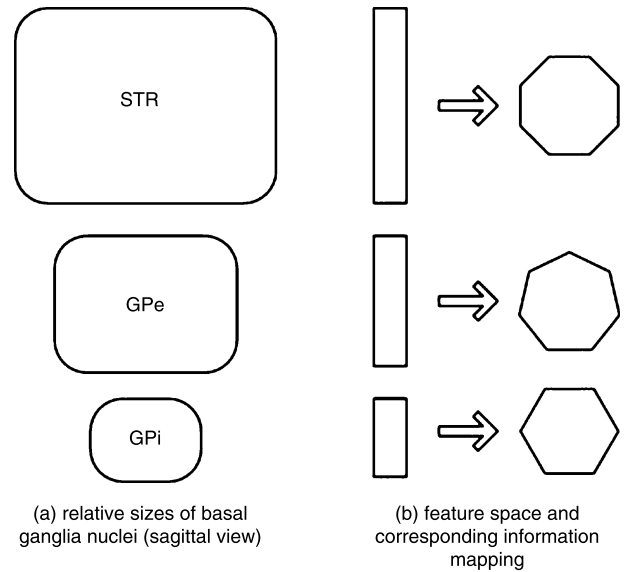 STR
GPe
GPi
(a) relative sizes of basal
ganglia nuclei (sagittal view)
(b) feature space and
corresponding information
mapping